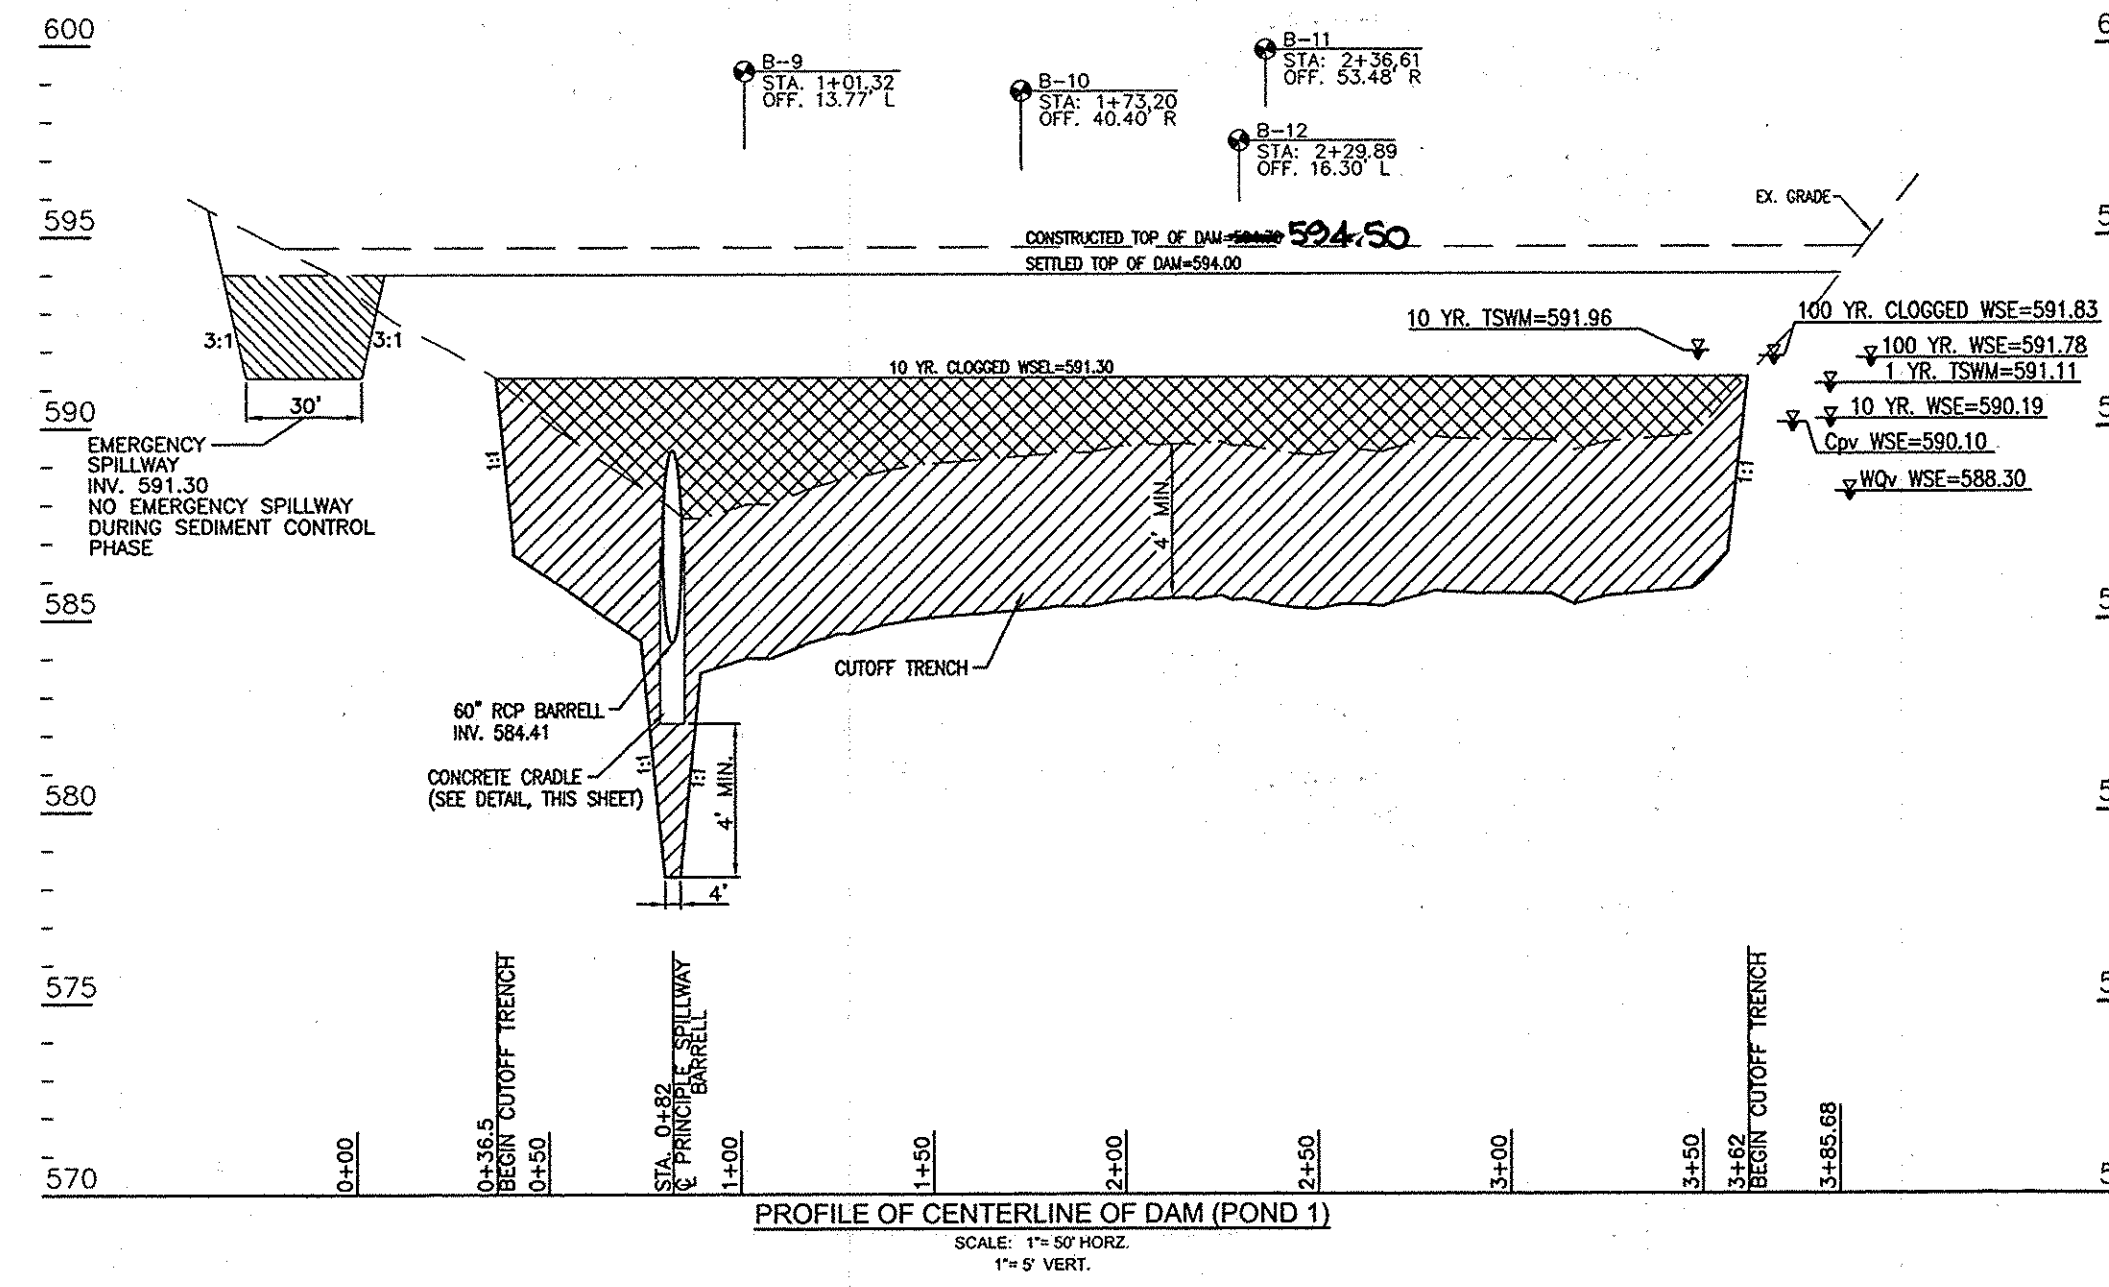 600
B-9
STA. 1+01.32
OFF. 13.77' L
B-10
STA: 1+73,20
OFF. 40.40' R
B-11
STA: 2+36,61
OFF. 53.48' R
B-12
STA: 2+29.89
OFF. 16.30' L
EX. GRADE
595
CONSTRUCTED TOP OF DAM= 594.50
SETTLED TOP OF DAM=594.00
3:1
3:1
30'
10 YR. CLOGGED WSEL=591.30
10 YR. TSWM=591.96
100 YR. CLOGGED WSE=591.83
100 YR. WSE=591.78
1 YR. TSWM=591.11
10 YR. WSE=590.19
Cpv WSE=590.10
WQv WSE=588.30
590
EMERGENCY
SPILLWAY
INV. 591.30
NO EMERGENCY SPILLWAY
DURING SEDIMENT CONTROL
PHASE
1:1
1:1
4' MIN
585
CUTOFF TRENCH
60" RCP BARRELL
INV. 584.41
CONCRETE CRADLE
(SEE DETAIL, THIS SHEET)
1:1
1:1
4' MIN.
4'
580
575
570
0+00
0+36.5
BEGIN CUTOFF TRENCH
0+50
STA. 0+82
℄ PRINCIPLE SPILLWAY
BARRELL
1+00
1+50
2+00
2+50
3+00
3+50
3+62
BEGIN CUTOFF TRENCH
3+85.68
PROFILE OF CENTERLINE OF DAM (POND 1)
SCALE: 1"= 50' HORZ.
1"= 5' VERT.